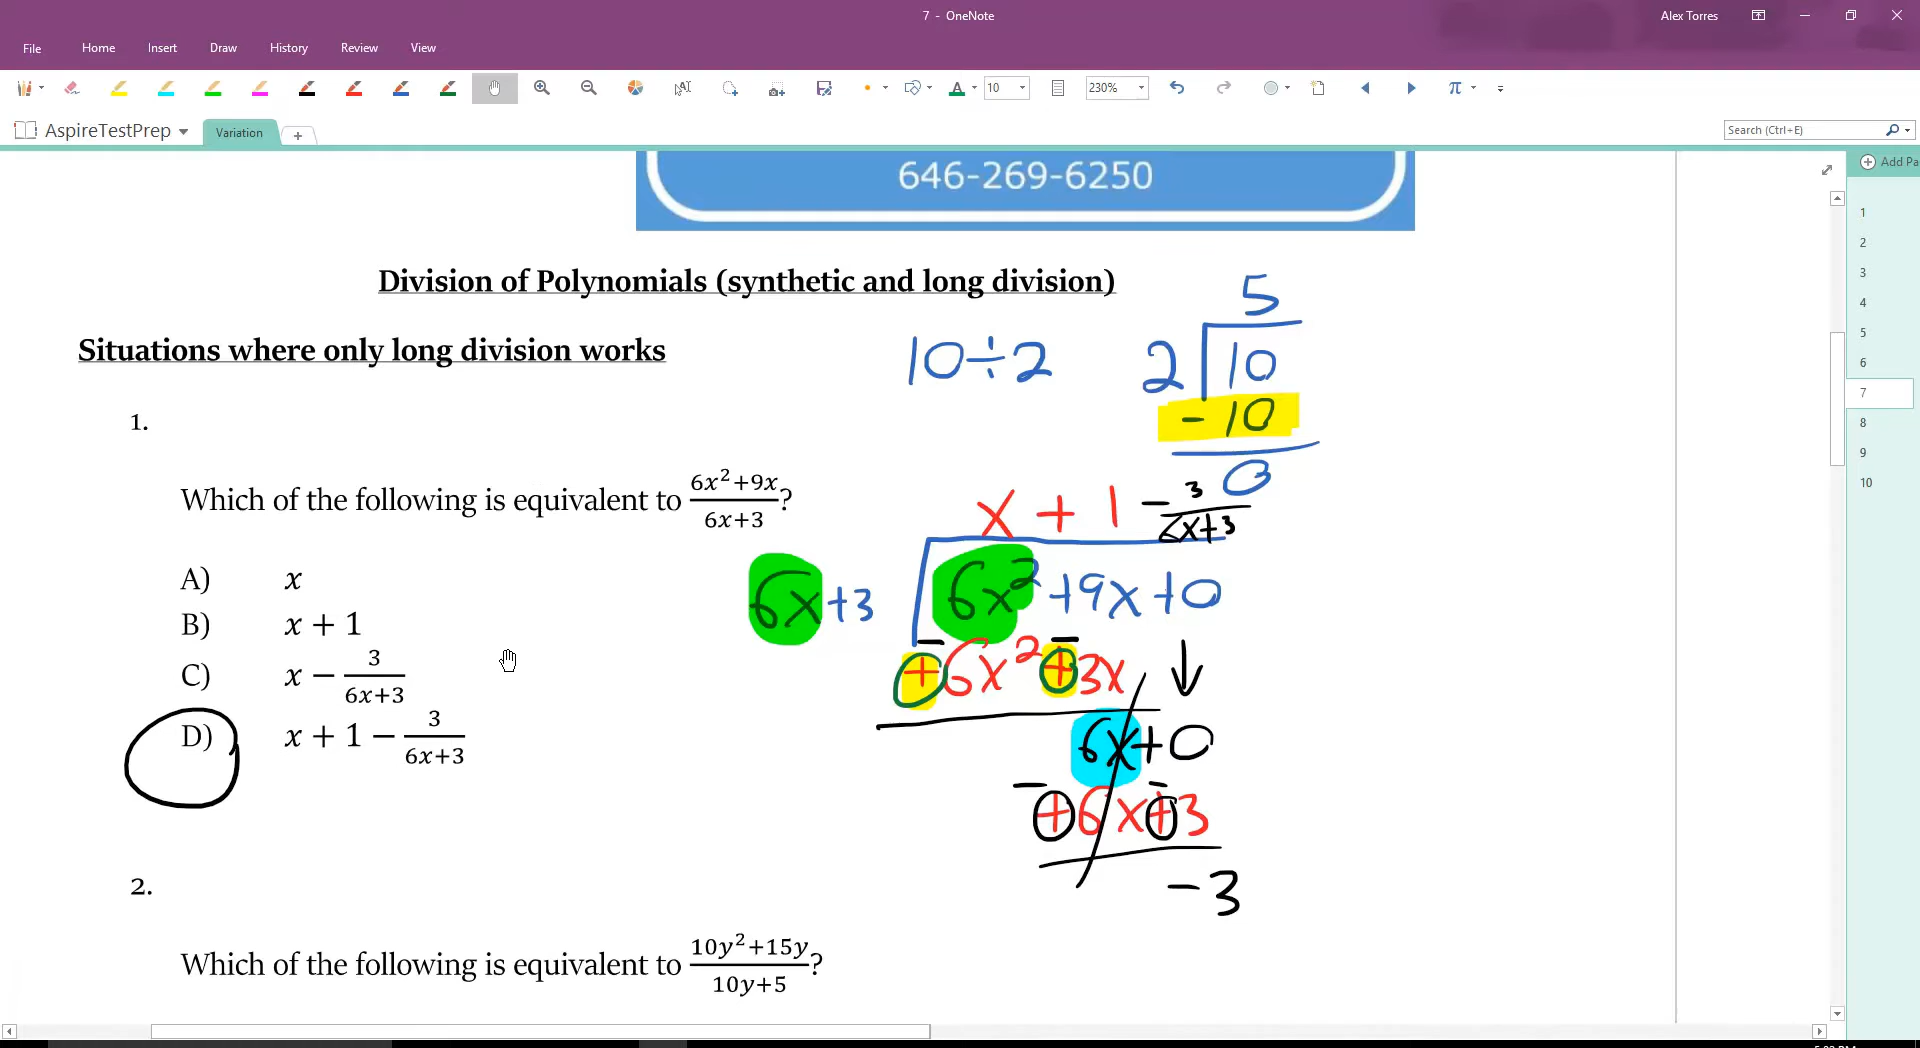 7 - OneNote
Alex Torres
File Home Insert Draw History Review View
10
230%
AspireTestPrep
Variation
Search (Ctrl+E)
Add Pa
646-269-6250
Division of Polynomials (synthetic and long division)
Situations where only long division works
10÷2
5
2 10
- 10
0
1.
Which of the following is equivalent to (6x²+9x)/(6x+3)?
A) x
B) x + 1
C) x − 3/(6x+3)
D) x + 1 − 3/(6x+3)
x + 1 − 3/(6x+3)
6x+3 6x²+9x+0
− −
+6x²+3x
6x+0
− −
+6x+3
-3
2.
Which of the following is equivalent to (10y²+15y)/(10y+5)?
1
2
3
4
5
6
7
8
9
10